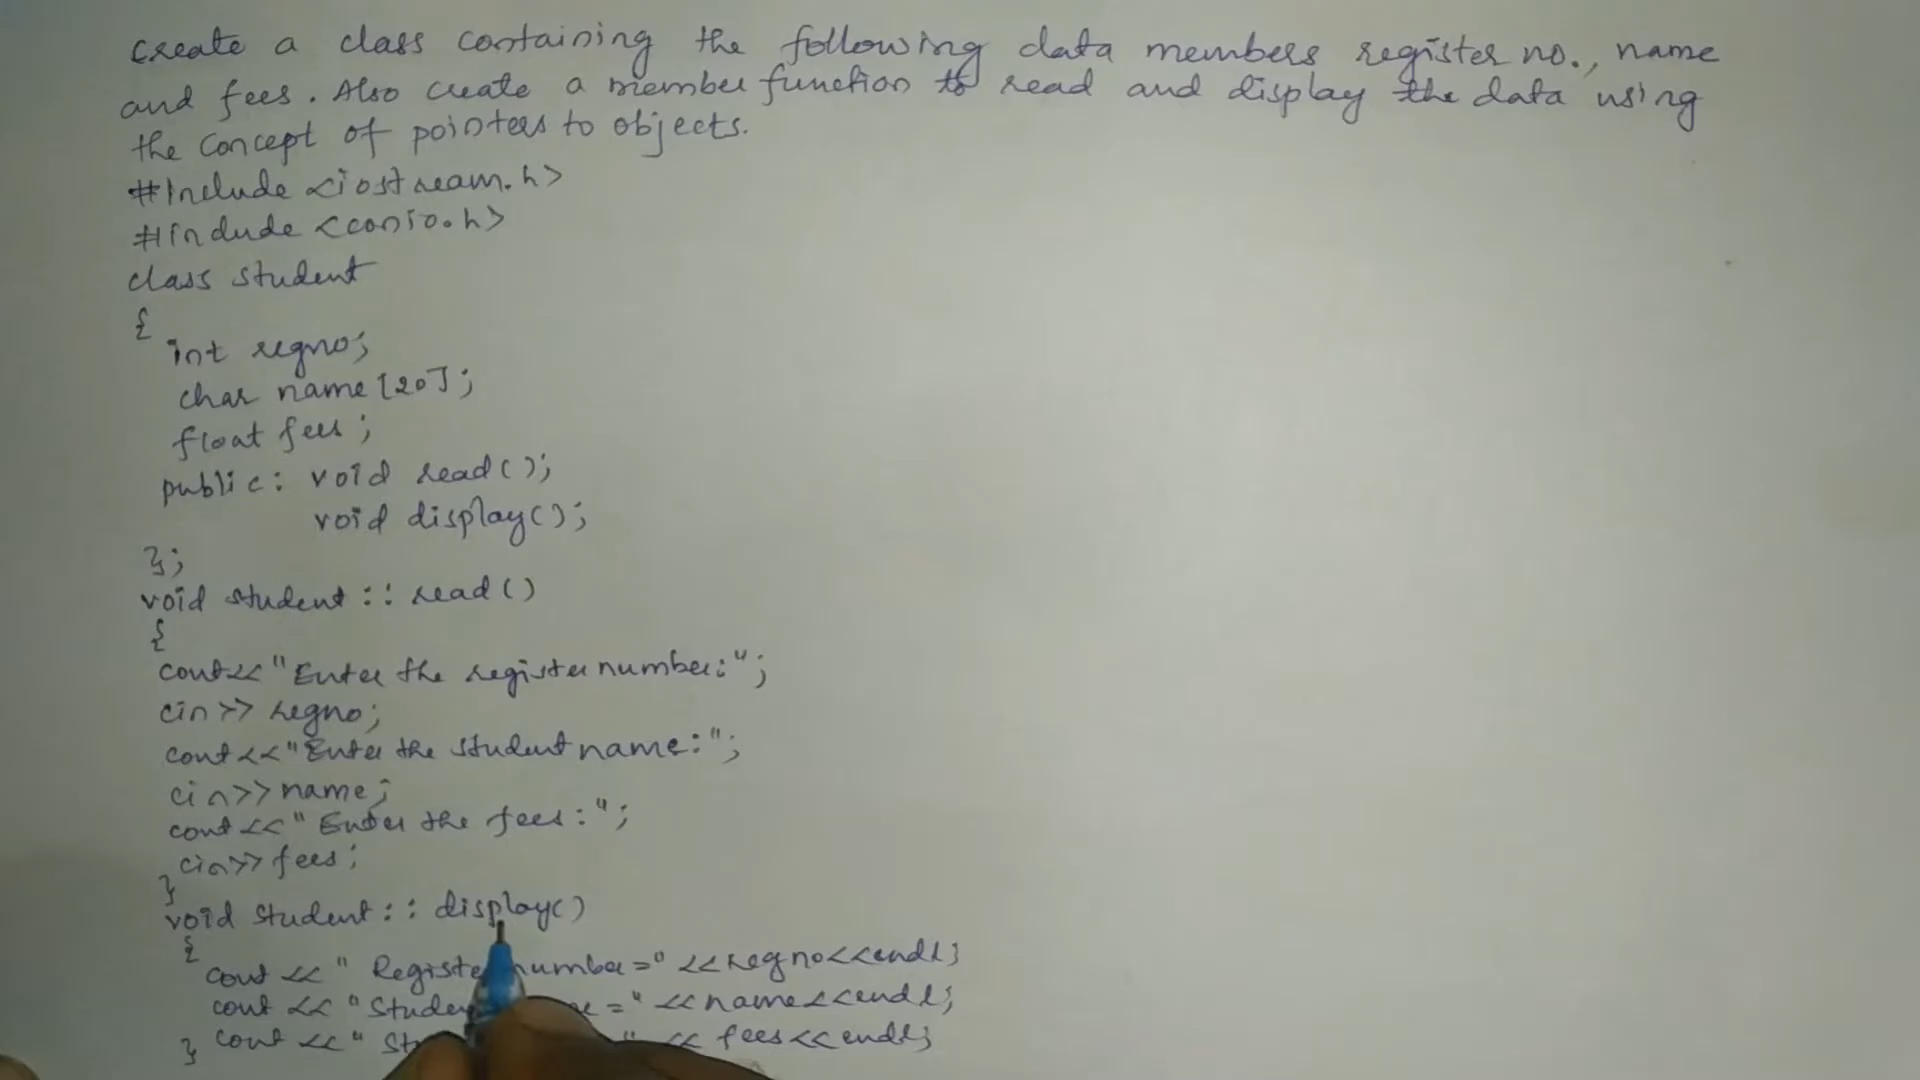 Create a class containing the following data members register no., name
and fees. Also create a member function to read and display the data using
the concept of pointers to objects.
#Include <iostream.h>
#Include <conio.h>
class student
{
int regno;
char name [20];
float fees;
public: void read();
void display();
};
void student :: read()
{
cout<<"Enter the register number:";
cin>> regno;
cout<<"Enter the student name:";
cin>>name;
cout<<"Enter the fees:";
cin>>fees;
}
void student :: display()
{
cout << "Register number=" <<regno<<endl;
cout << " =" <<name<<endl;
} cout << " " << fees<<endl;